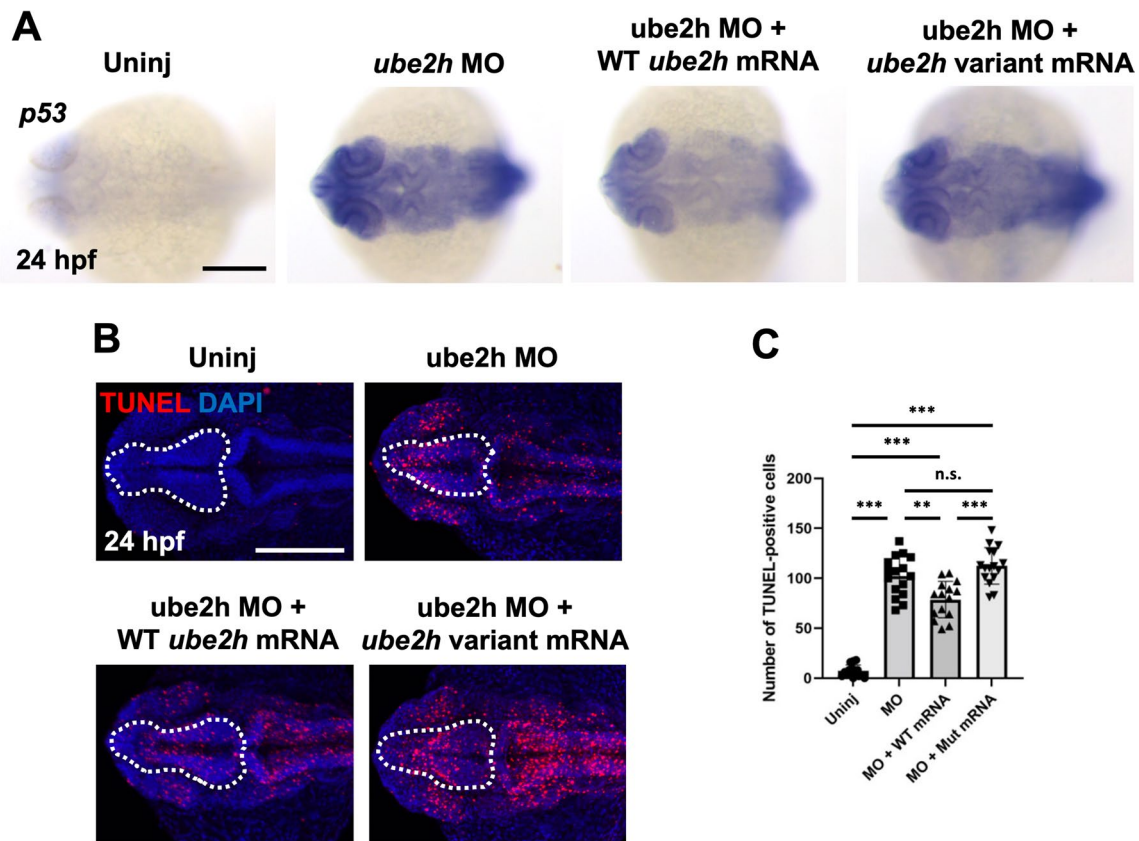 A
Uninj
ube2h MO
ube2h MO +
WT ube2h mRNA
ube2h MO +
ube2h variant mRNA
p53
24 hpf
B
Uninj
ube2h MO
TUNEL DAPI
24 hpf
ube2h MO +
WT ube2h mRNA
ube2h MO +
ube2h variant mRNA
C
***
***
n.s.
*** ** ***
Number of TUNEL-positive cells
200
150
100
50
0
Uninj
MO
MO + WT mRNA
MO + Mut mRNA